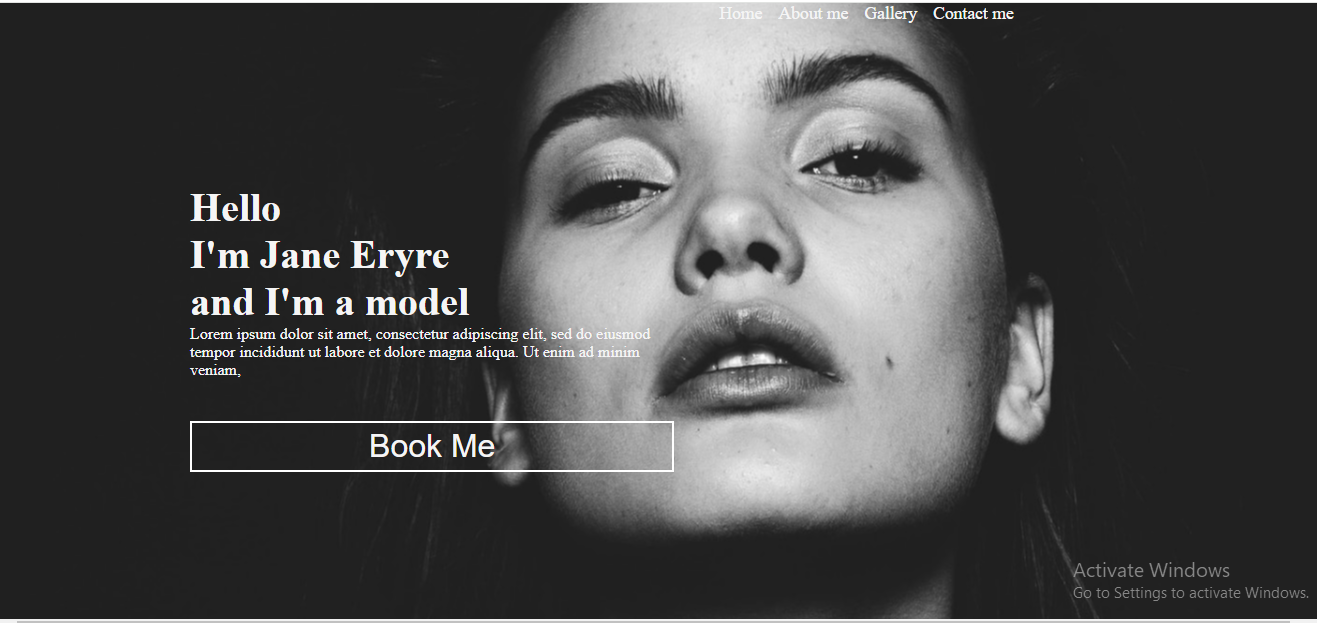 Home About me Gallery Contact me
Hello
I'm Jane Eryre
and I'm a model
Lorem ipsum dolor sit amet, consectetur adipiscing elit, sed do eiusmod
tempor incididunt ut labore et dolore magna aliqua. Ut enim ad minim
veniam,
Book Me
Activate Windows
Go to Settings to activate Windows.